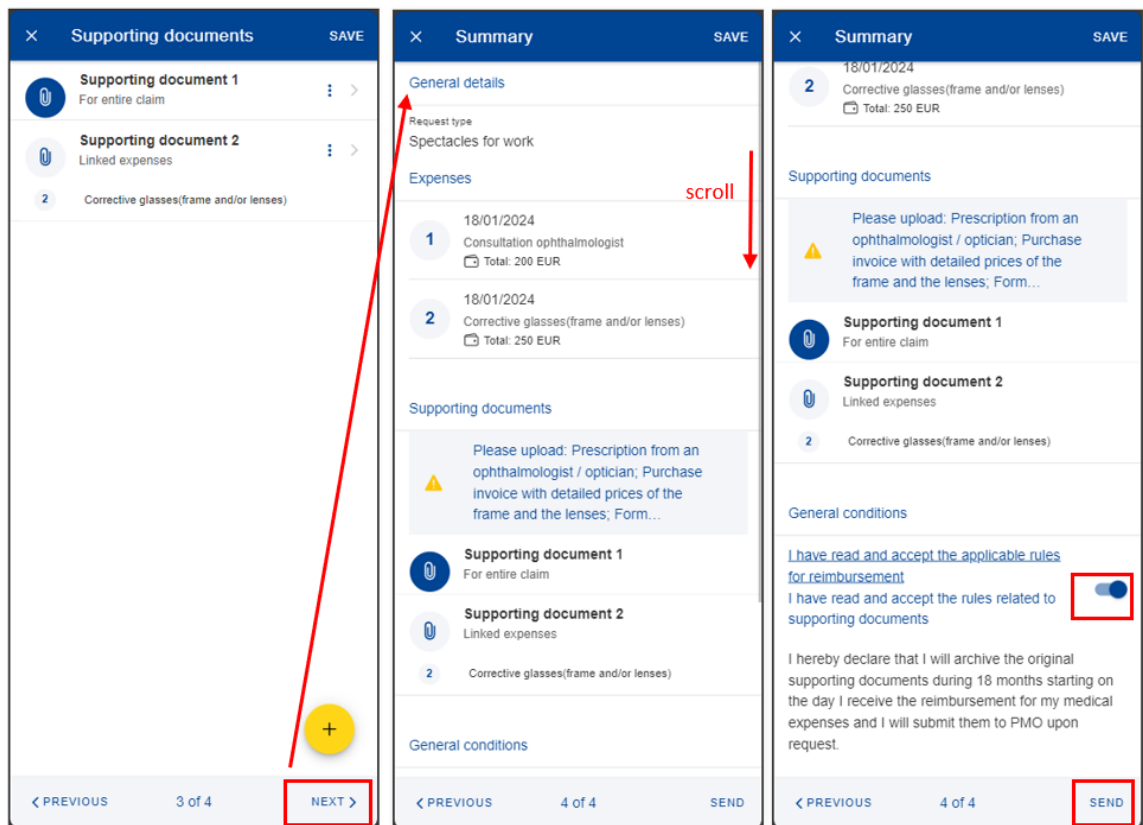 Supporting documents
SAVE
Supporting document 1
For entire claim
Supporting document 2
Linked expenses
2
Corrective glasses(frame and/or lenses)
+
PREVIOUS
3 of 4
NEXT
Summary
SAVE
General details
Request type
Spectacles for work
Expenses
scroll
1
18/01/2024
Consultation ophthalmologist
Total: 200 EUR
2
18/01/2024
Corrective glasses(frame and/or lenses)
Total: 250 EUR
Supporting documents
Please upload: Prescription from an
ophthalmologist / optician; Purchase
invoice with detailed prices of the
frame and the lenses; Form...
Supporting document 1
For entire claim
Supporting document 2
Linked expenses
2
Corrective glasses(frame and/or lenses)
General conditions
PREVIOUS
4 of 4
SEND
Summary
SAVE
2
18/01/2024
Corrective glasses(frame and/or lenses)
Total: 250 EUR
Supporting documents
Please upload: Prescription from an
ophthalmologist / optician; Purchase
invoice with detailed prices of the
frame and the lenses; Form...
Supporting document 1
For entire claim
Supporting document 2
Linked expenses
2
Corrective glasses(frame and/or lenses)
General conditions
I have read and accept the applicable rules
for reimbursement
I have read and accept the rules related to
supporting documents
I hereby declare that I will archive the original
supporting documents during 18 months starting on
the day I receive the reimbursement for my medical
expenses and I will submit them to PMO upon
request.
PREVIOUS
4 of 4
SEND